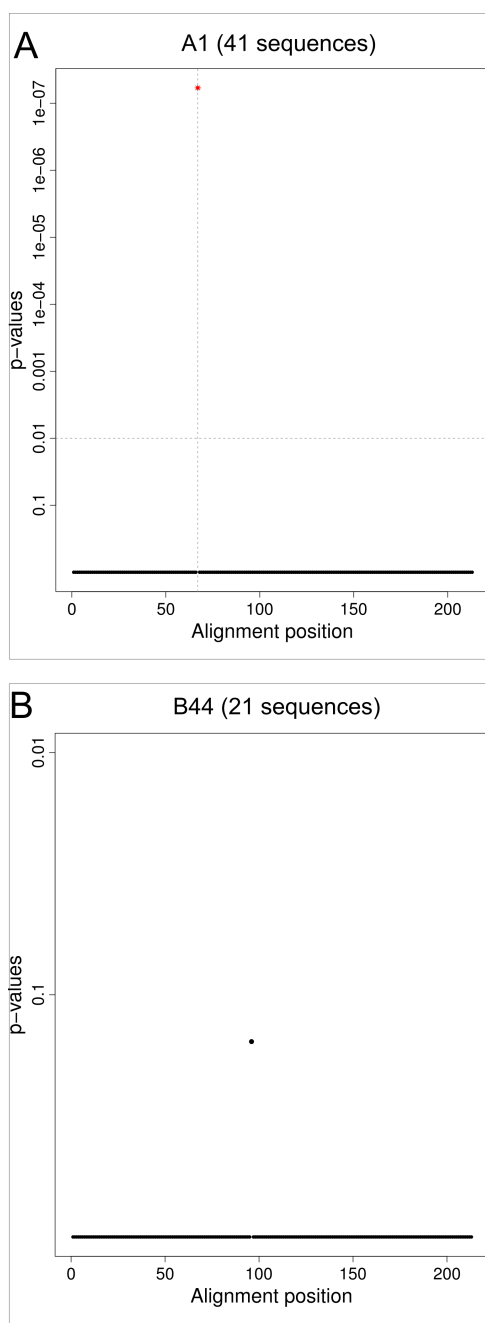 A
A1 (41 sequences)
1e−07
1e−06
1e−05
1e−04
0.001
0.01
0.1
p−values
0
50
100
150
200
Alignment position
B
B44 (21 sequences)
0.01
0.1
p−values
0
50
100
150
200
Alignment position